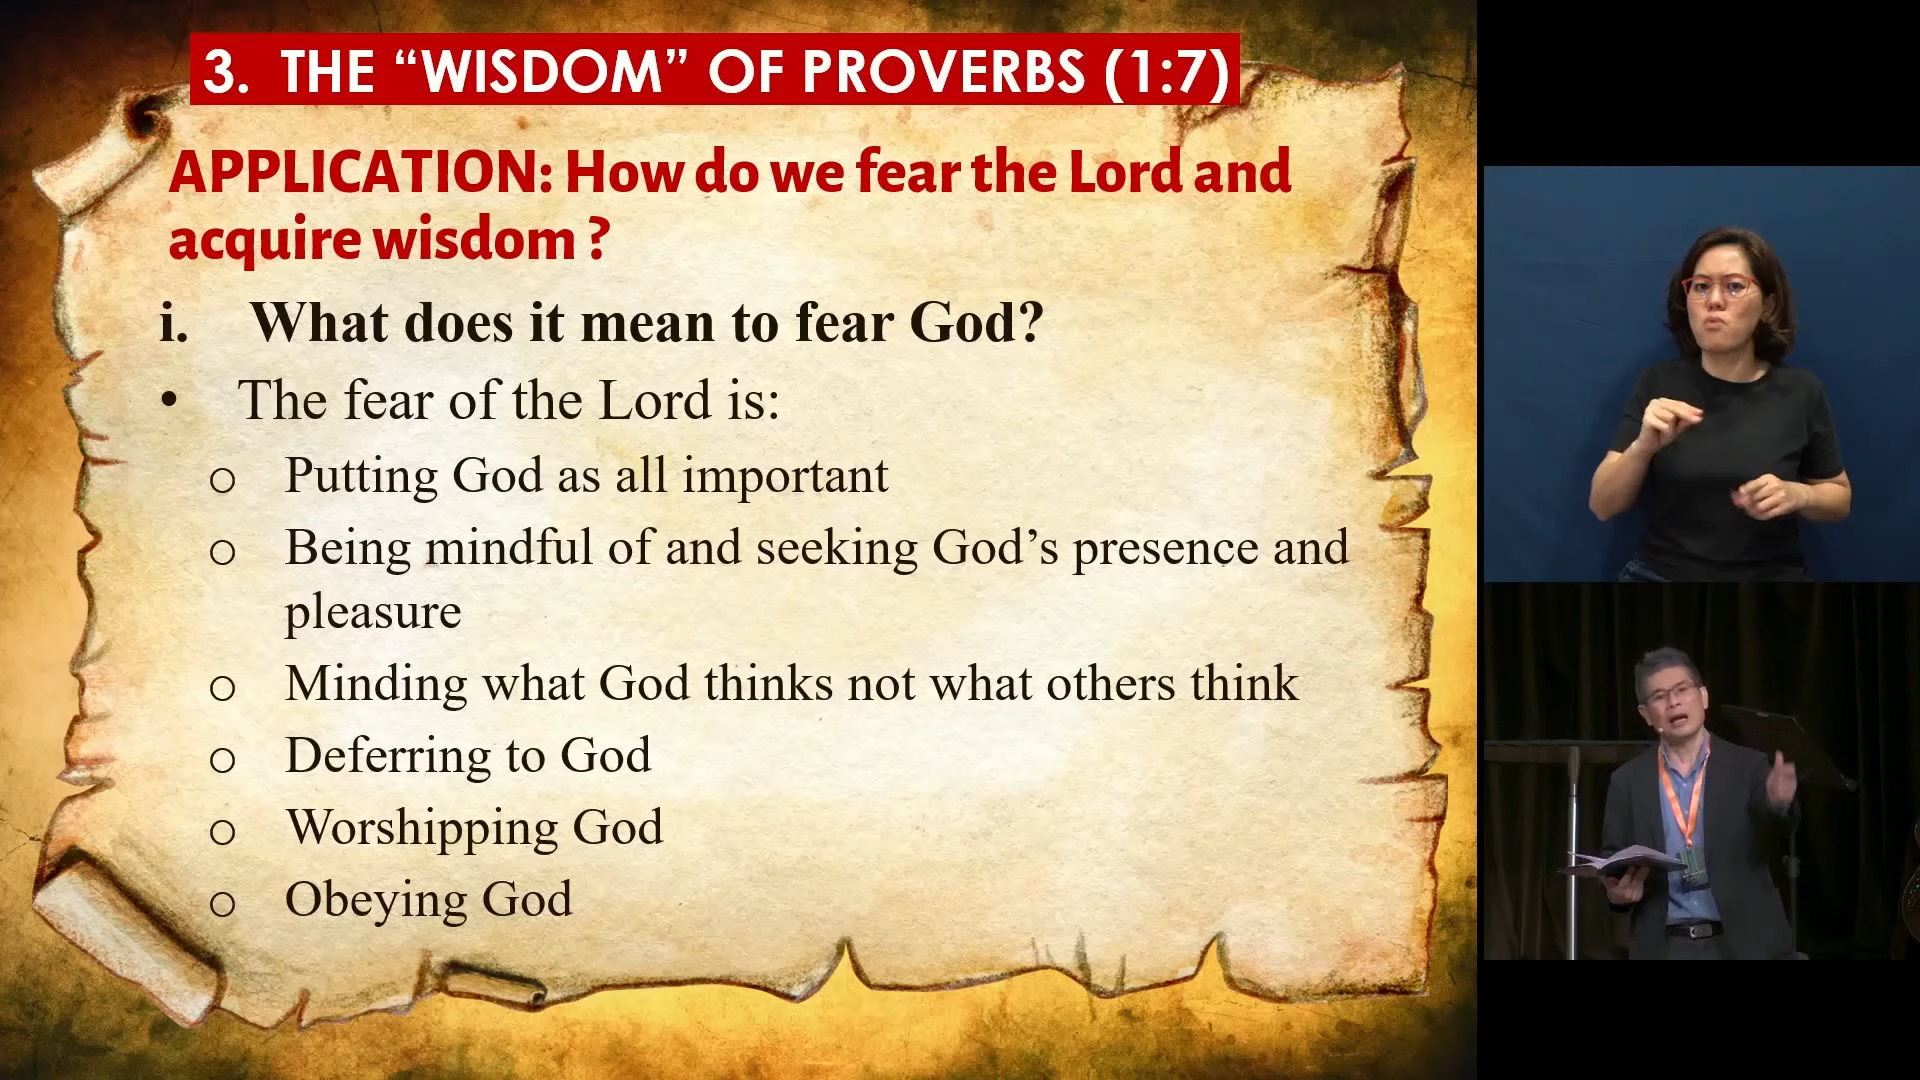 3. THE “WISDOM” OF PROVERBS (1:7)
APPLICATION: How do we fear the Lord and
acquire wisdom ?
i. What does it mean to fear God?
• The fear of the Lord is:
o Putting God as all important
o Being mindful of and seeking God’s presence and
pleasure
o Minding what God thinks not what others think
o Deferring to God
o Worshipping God
o Obeying God